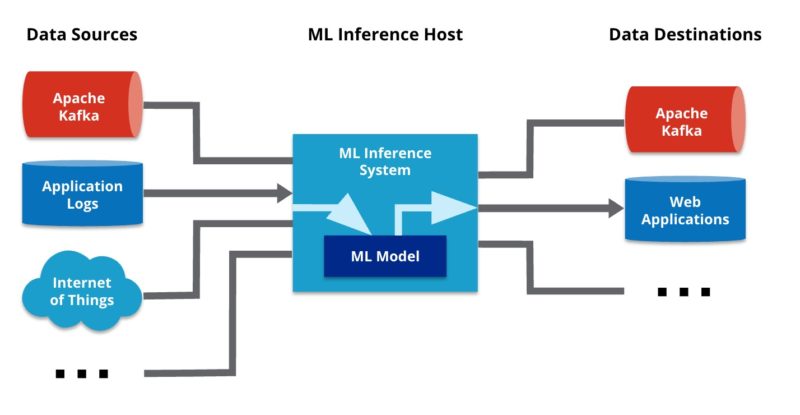 Data Sources
ML Inference Host
Data Destinations
Apache
Kafka
Application
Logs
Internet
of Things
...
ML Inference
System
ML Model
Apache
Kafka
Web
Applications
...